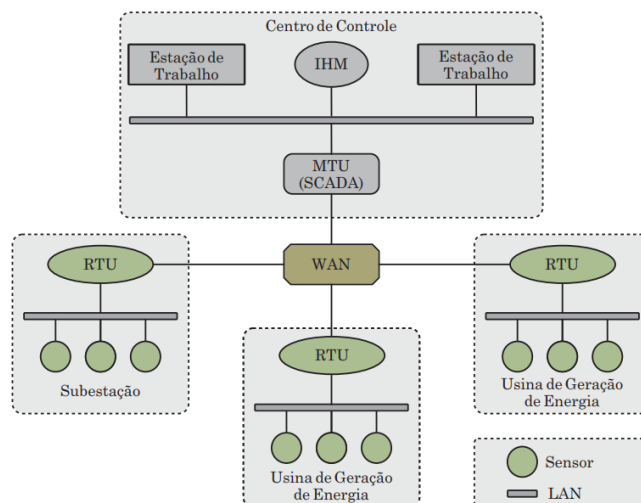 Centro de Controle
Estação de
Trabalho
IHM
Estação de
Trabalho
MTU
(SCADA)
RTU
WAN
RTU
Subestação
RTU
Usina de Geração
de Energia
Usina de Geração
de Energia
Sensor
LAN